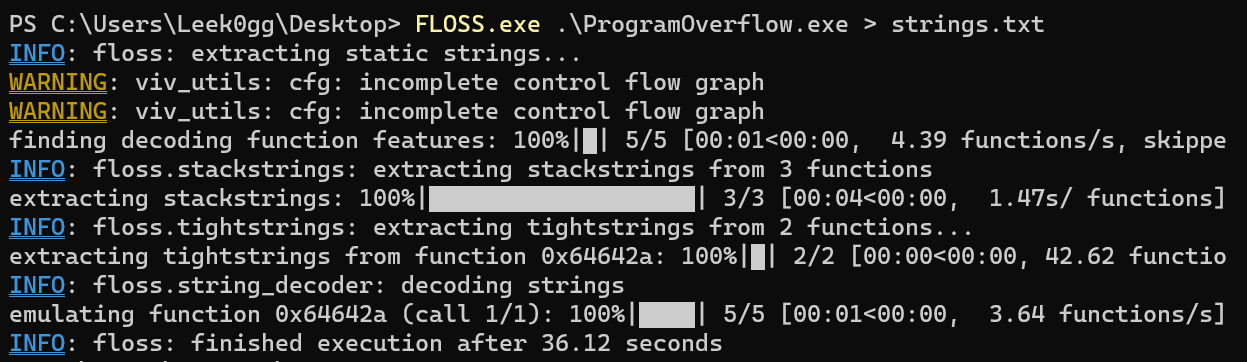 PS C:\Users\Leek0gg\Desktop> FLOSS.exe .\ProgramOverflow.exe > strings.txt
INFO: floss: extracting static strings...
WARNING: viv_utils: cfg: incomplete control flow graph
WARNING: viv_utils: cfg: incomplete control flow graph
finding decoding function features: 100%|█| 5/5 [00:01<00:00,  4.39 functions/s, skippe
INFO: floss.stackstrings: extracting stackstrings from 3 functions
extracting stackstrings: 100%|███████████████████| 3/3 [00:04<00:00,  1.47s/ functions]
INFO: floss.tightstrings: extracting tightstrings from 2 functions...
extracting tightstrings from function 0x64642a: 100%|█| 2/2 [00:00<00:00, 42.62 functio
INFO: floss.string_decoder: decoding strings
emulating function 0x64642a (call 1/1): 100%|████| 5/5 [00:01<00:00,  3.64 functions/s]
INFO: floss: finished execution after 36.12 seconds